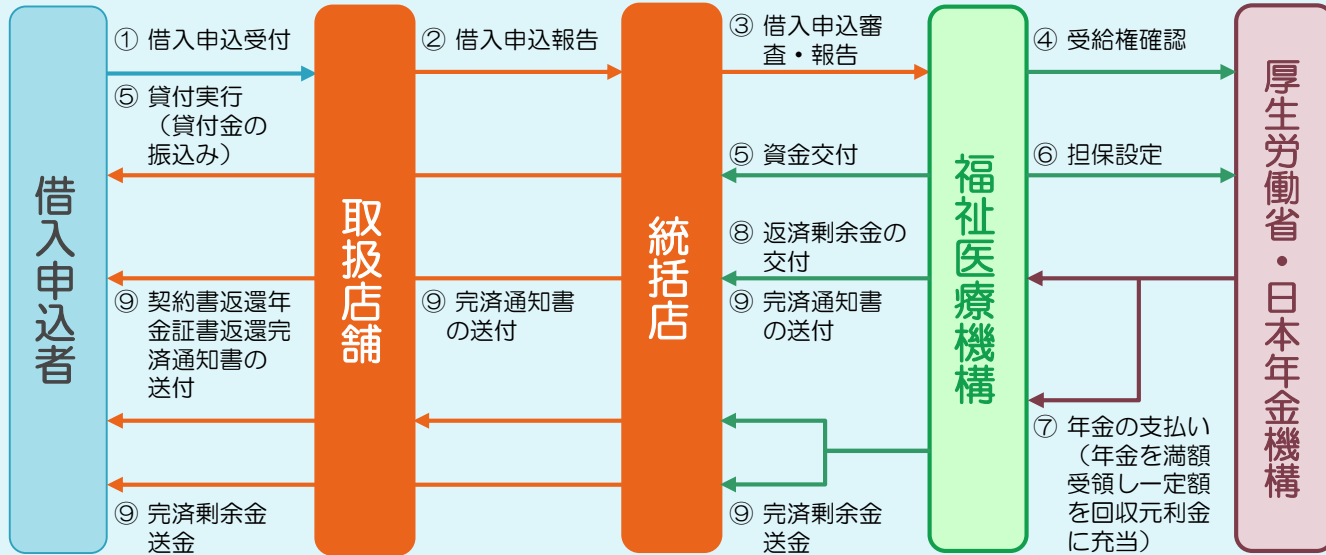 借入申込者
① 借入申込受付
⑤ 貸付実行
（貸付金の
振込み）
⑨ 契約書返還年
金証書返還完
済通知書の
送付
⑨ 完済剰余金
送金
取扱店舗
② 借入申込報告
⑨ 完済通知書
の送付
統括店
③ 借入申込審
査・報告
⑤ 資金交付
⑧ 返済剰余金の
交付
⑨ 完済通知書
の送付
⑨ 完済剰余金
送金
福祉医療機構
④ 受給権確認
⑥ 担保設定
⑦ 年金の支払い
（年金を満額
受領し一定額
を回収元利金
に充当）
厚生労働省・日本年金機構